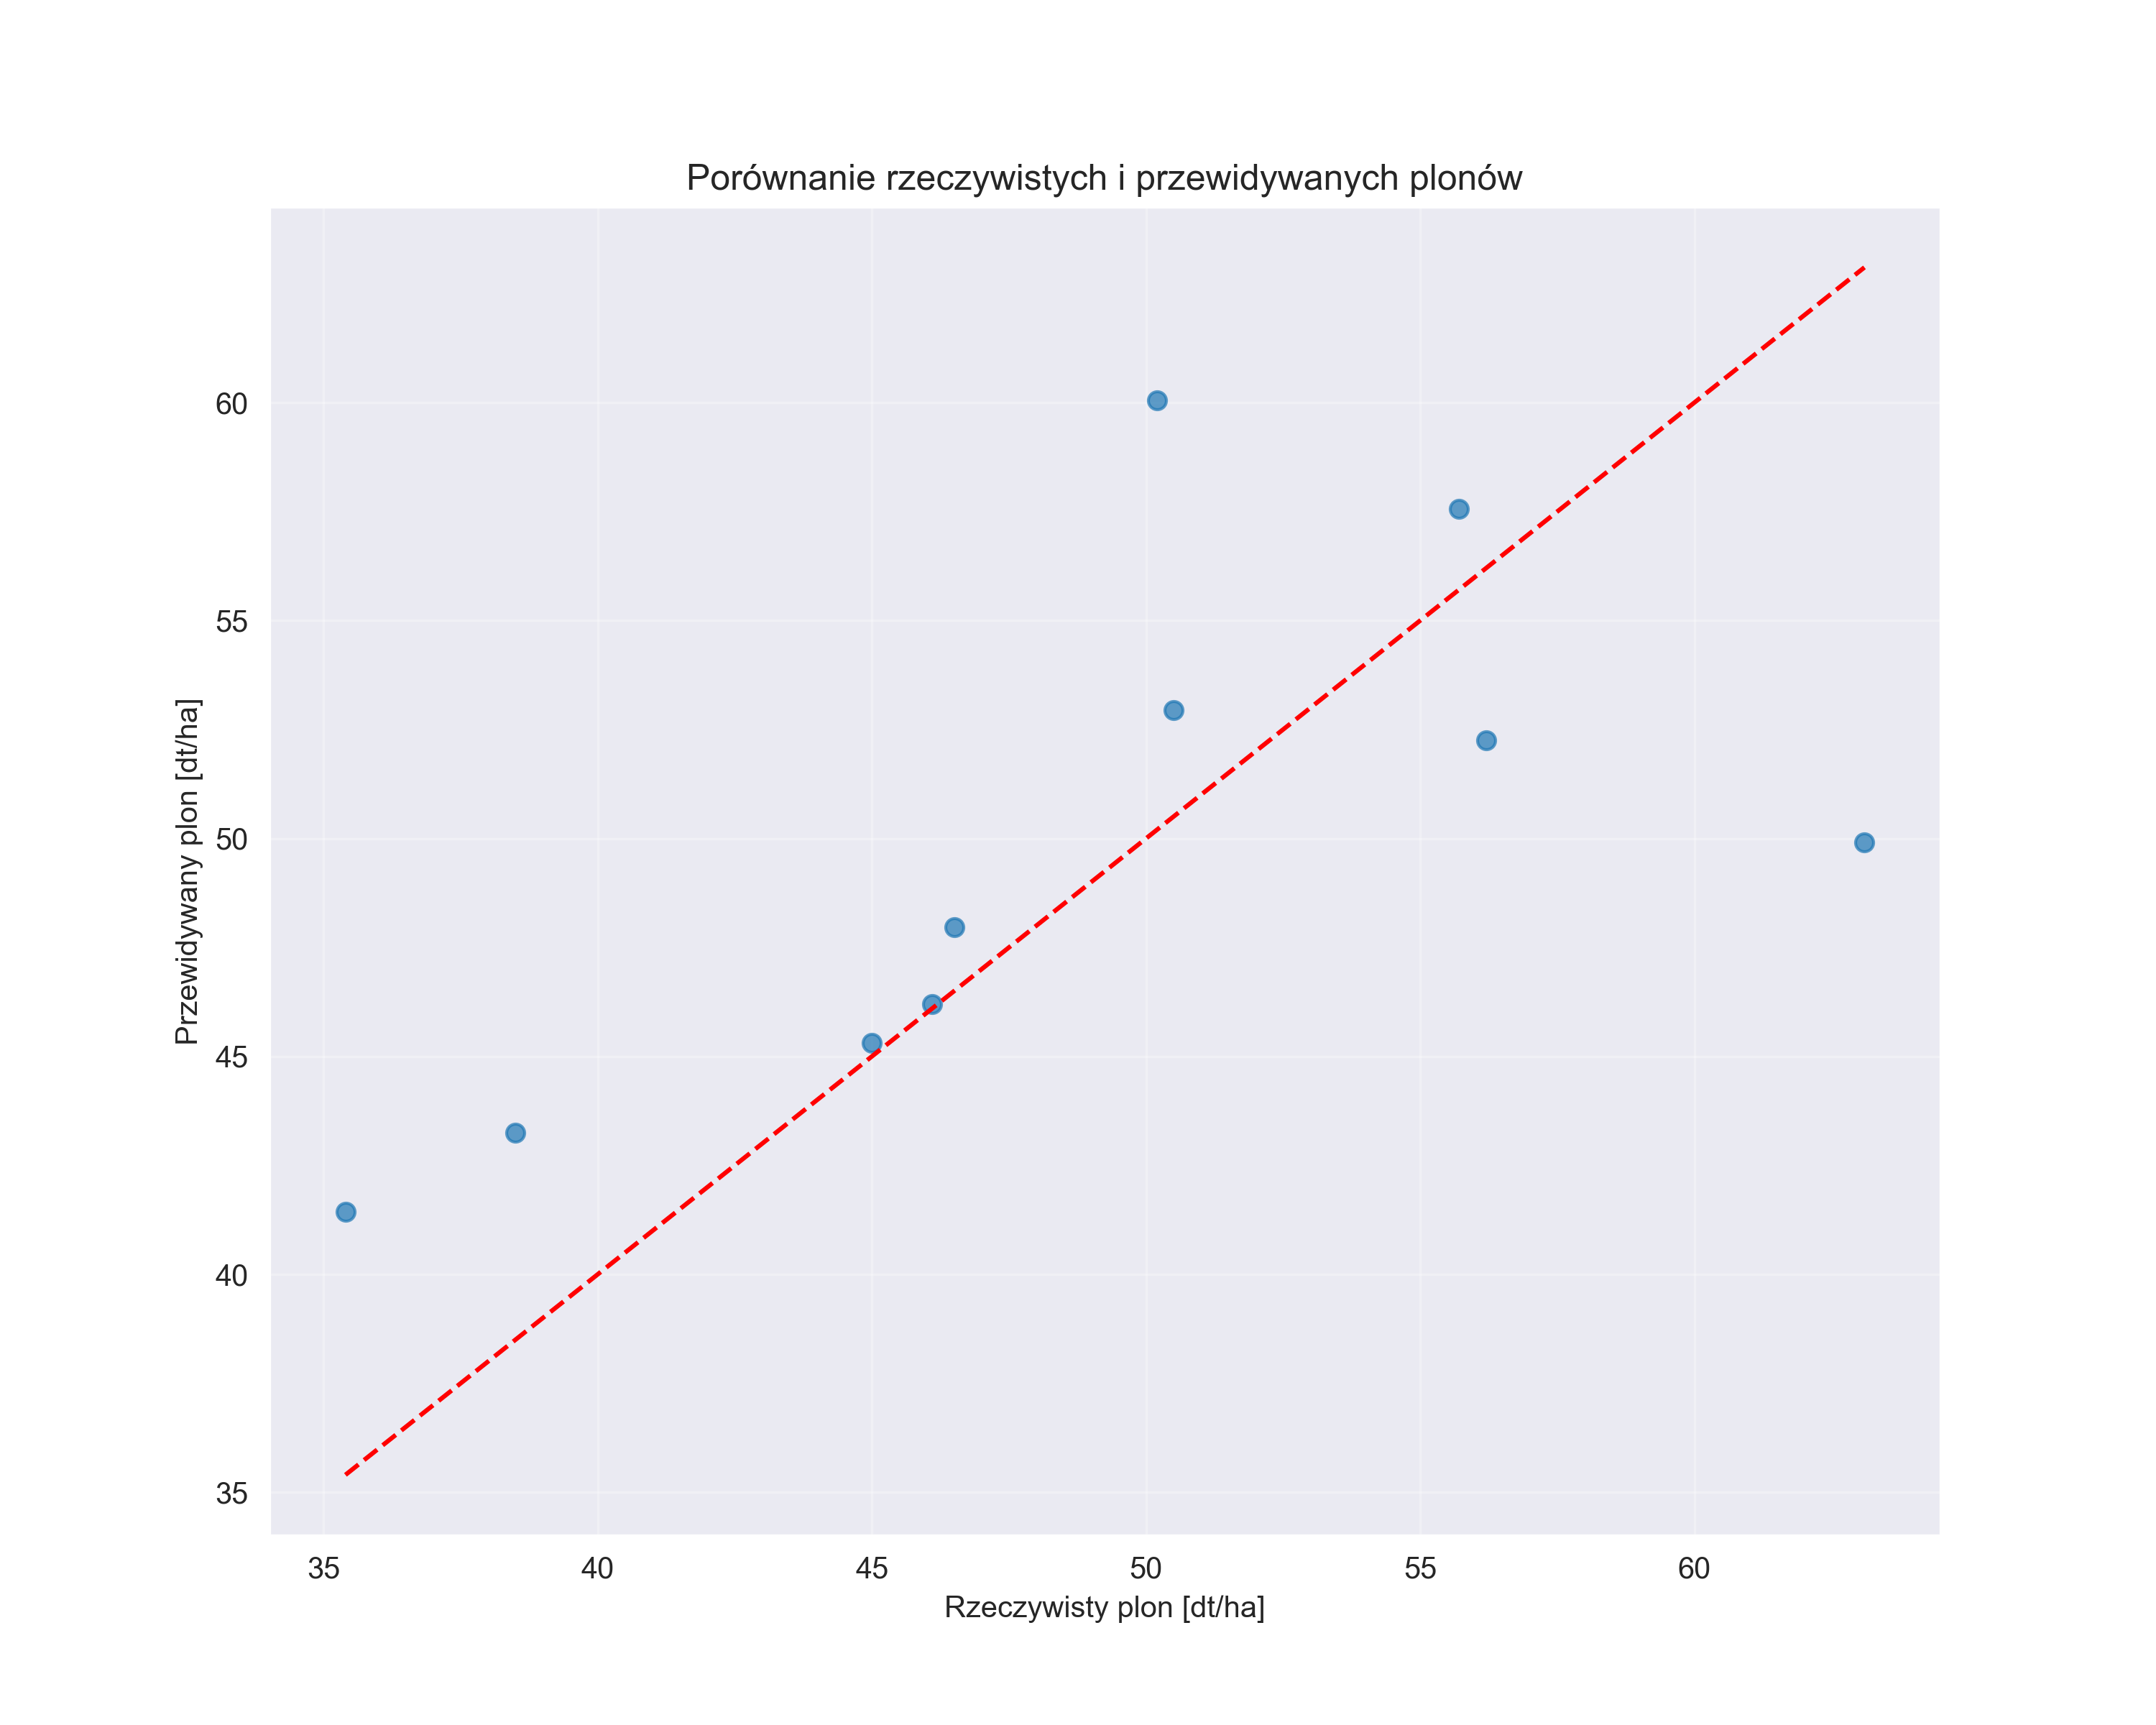 Porównanie rzeczywistych i przewidywanych plonów
Przewidywany plon [dt/ha]
60
55
50
45
40
35
35 40 45 50 55 60
Rzeczywisty plon [dt/ha]